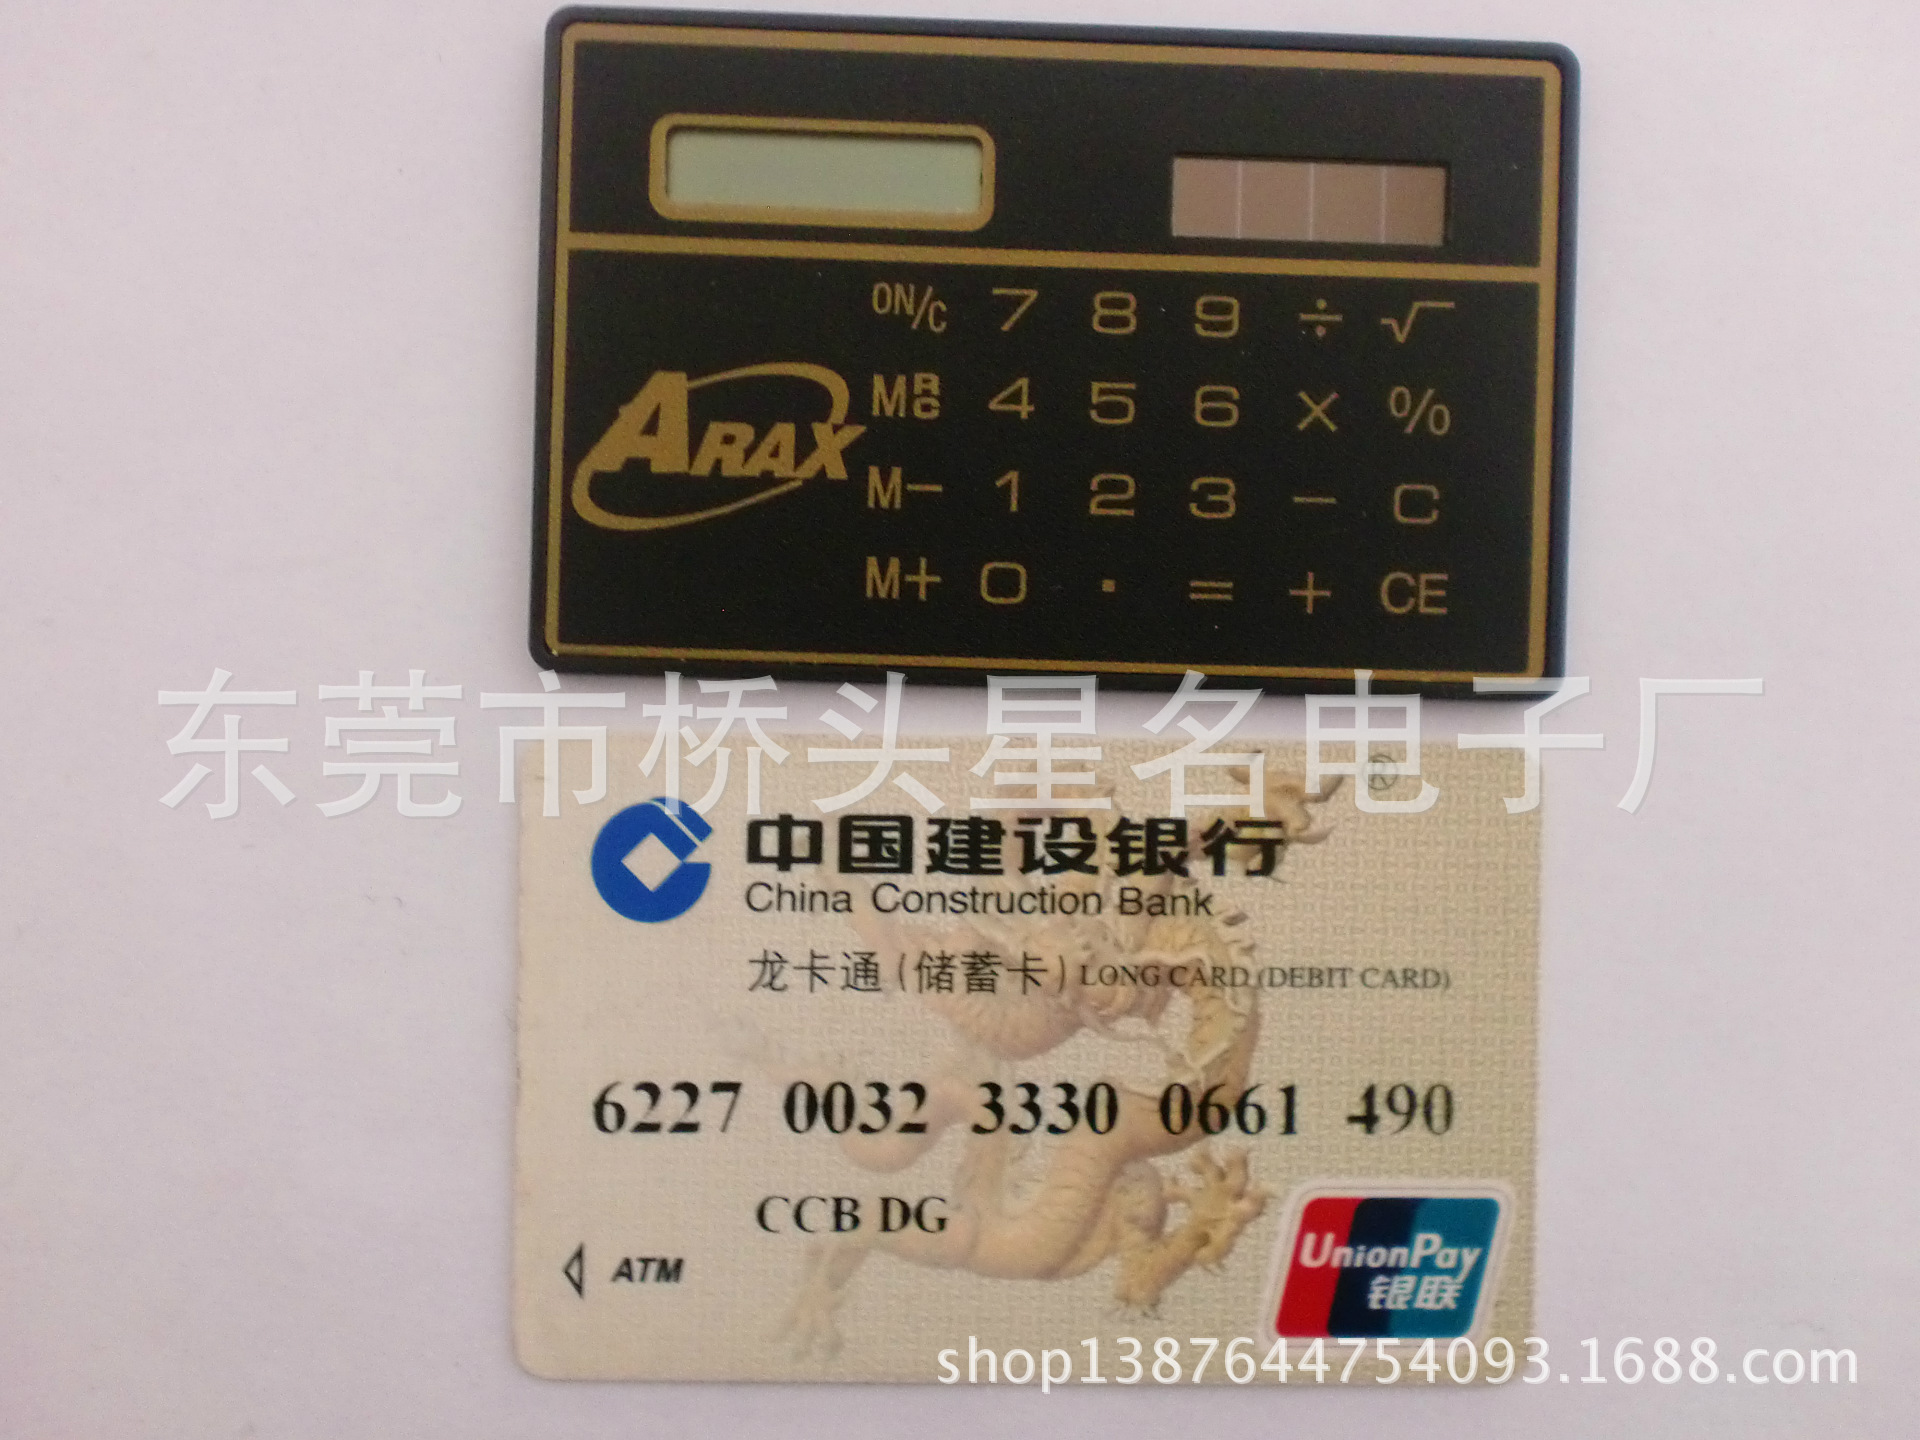 ON/C 7 8 9 ÷ √
ARAX
MRC 4 5 6 × %
M− 1 2 3 − C
M+ 0 . = + CE
东莞市桥头星名电子厂
®
中国建设银行
China Construction Bank
龙卡通(储蓄卡) LONG CARD (DEBIT CARD)
6227 0032 3330 0661 490
CCB DG
ATM
UnionPay
银联
shop1387644754093.1688.com